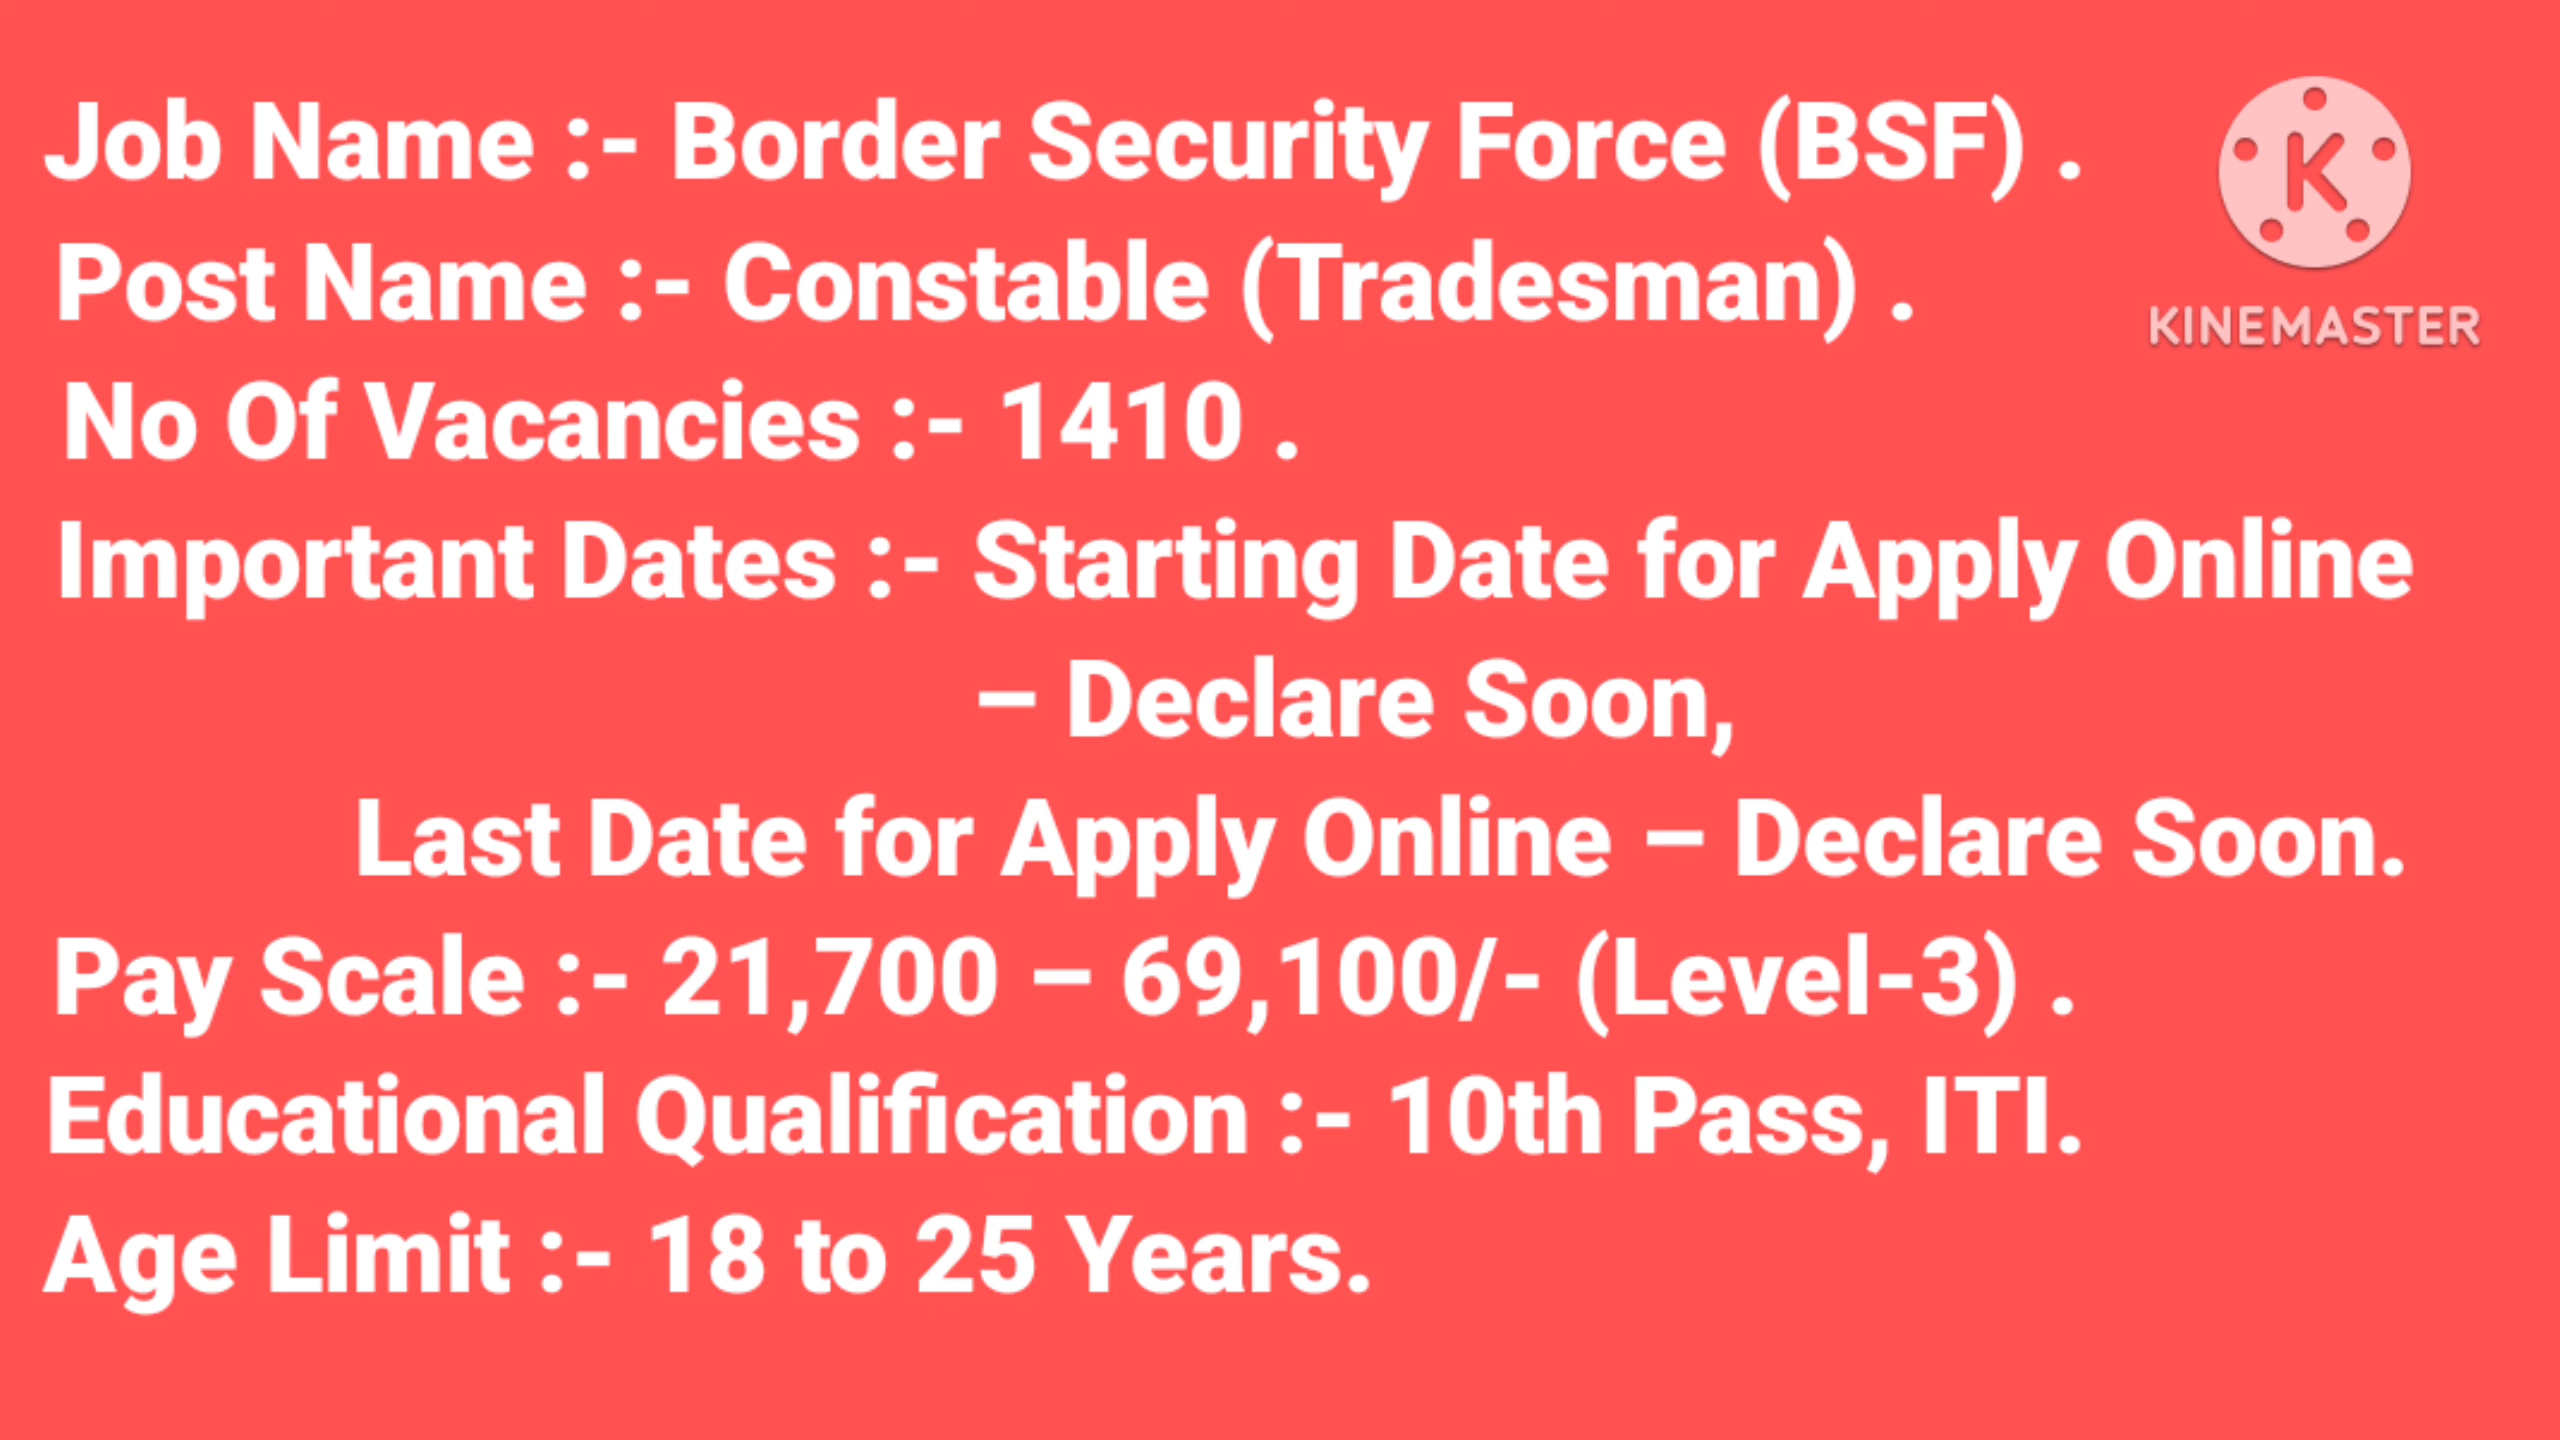 Job Name :- Border Security Force (BSF) .
Post Name :- Constable (Tradesman) .
KINEMASTER
No Of Vacancies :- 1410 .
Important Dates :- Starting Date for Apply Online
– Declare Soon,
Last Date for Apply Online – Declare Soon.
Pay Scale :- 21,700 – 69,100/- (Level-3) .
Educational Qualification :- 10th Pass, ITI.
Age Limit :- 18 to 25 Years.